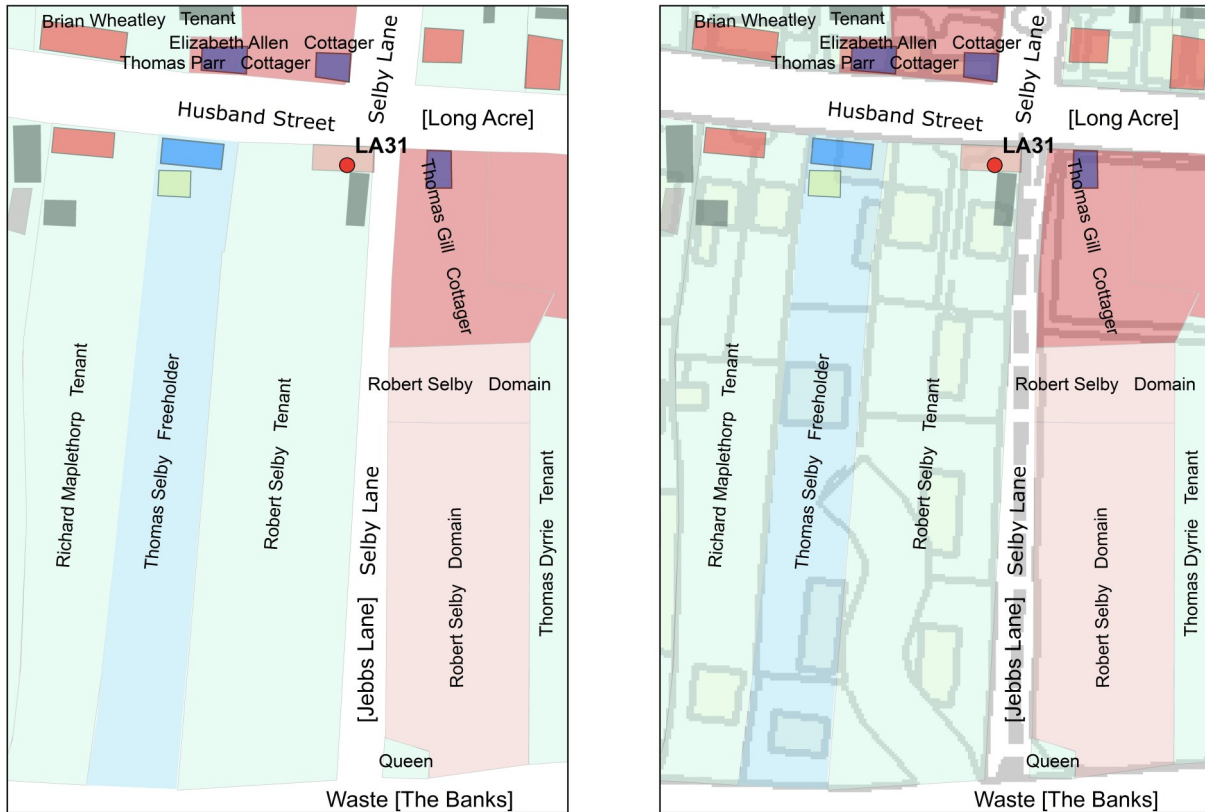 Brian Wheatley Tenant
Elizabeth Allen Cottager
Thomas Parr Cottager
Selby Lane
Husband Street
[Long Acre]
LA31
Thomas Gill Cottager
Richard Maplethorp Tenant
Thomas Selby Freeholder
Robert Selby Tenant
Robert Selby Domain
[Jebbs Lane] Selby Lane
Robert Selby Domain
Thomas Dyrrie Tenant
Queen
Waste [The Banks]
Brian Wheatley Tenant
Elizabeth Allen Cottager
Thomas Parr Cottager
Selby Lane
Husband Street
[Long Acre]
LA31
Thomas Gill Cottager
Richard Maplethorp Tenant
Thomas Selby Freeholder
Robert Selby Tenant
Robert Selby Domain
[Jebbs Lane] Selby Lane
Robert Selby Domain
Thomas Dyrrie Tenant
Queen
Waste [The Banks]